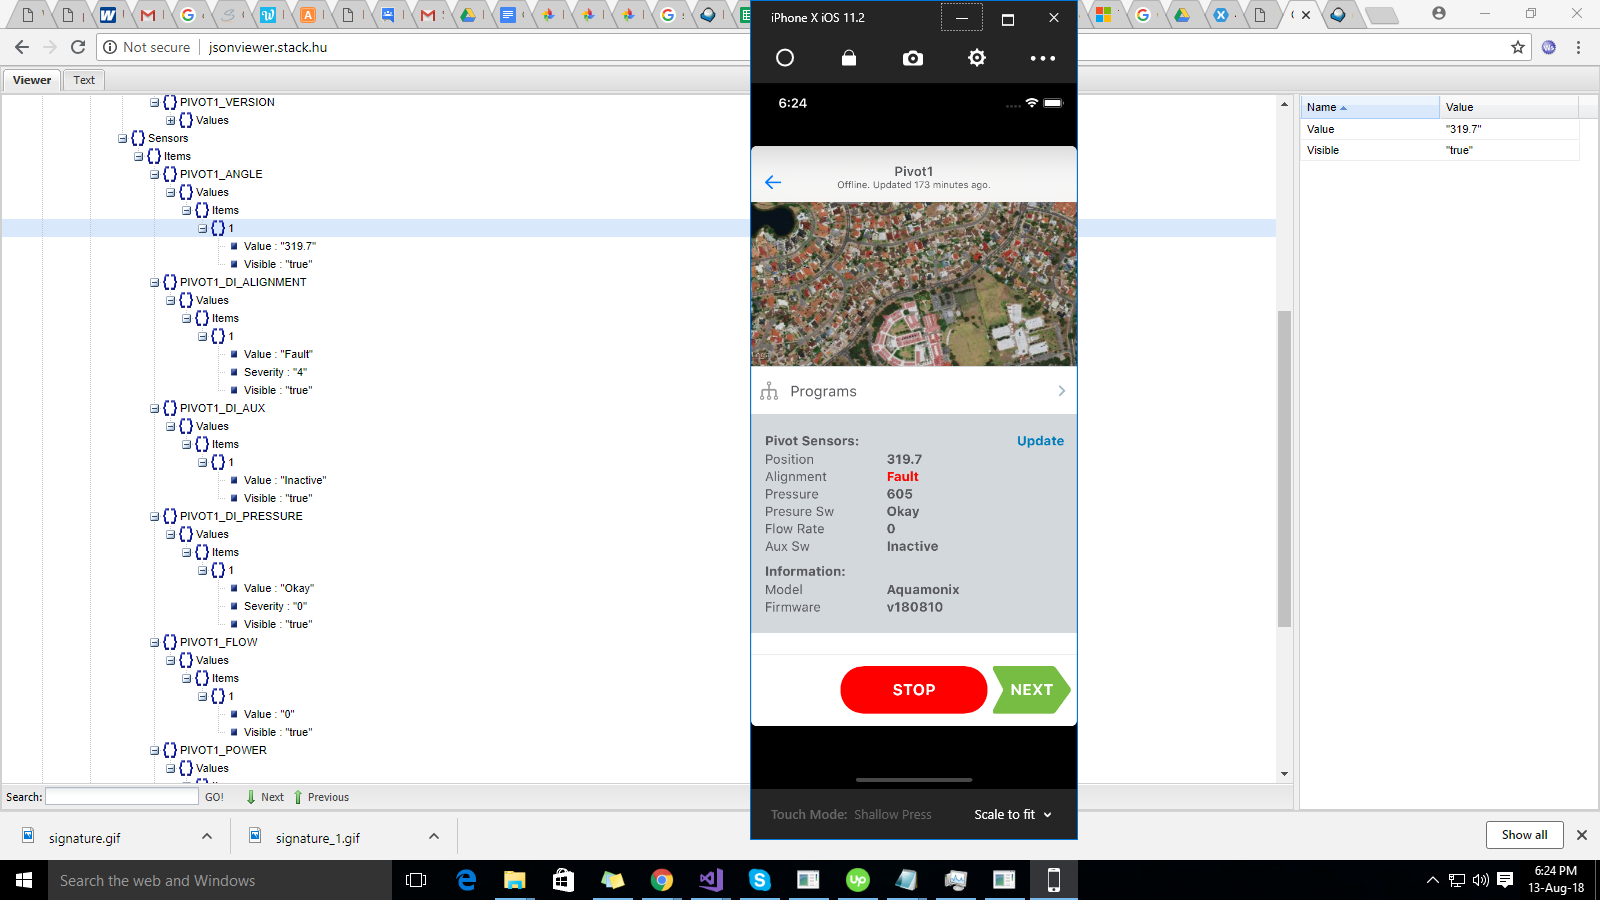 iPhone X iOS 11.2
Not secure
jsonviewer.stack.hu
Viewer
Text
6:24
PIVOT1_VERSION
Values
Sensors
Items
PIVOT1_ANGLE
Values
Items
1
Value : "319.7"
Visible : "true"
PIVOT1_DI_ALIGNMENT
Values
Items
1
Value : "Fault"
Severity : "4"
Visible : "true"
PIVOT1_DI_AUX
Values
Items
1
Value : "Inactive"
Visible : "true"
PIVOT1_DI_PRESSURE
Values
Items
1
Value : "Okay"
Severity : "0"
Visible : "true"
PIVOT1_FLOW
Values
Items
1
Value : "0"
Visible : "true"
PIVOT1_POWER
Values
Search:
GO!
Next
Previous
Pivot1
Offline. Updated 173 minutes ago.
Programs
Pivot Sensors:
Update
Position 319.7
Alignment Fault
Pressure 605
Presure Sw Okay
Flow Rate 0
Aux Sw Inactive
Information:
Model Aquamonix
Firmware v180810
STOP
NEXT
Touch Mode: Shallow Press
Scale to fit
Name Value
Value "319.7"
Visible "true"
signature.gif
signature_1.gif
Show all
Search the web and Windows
6:24 PM
13-Aug-18